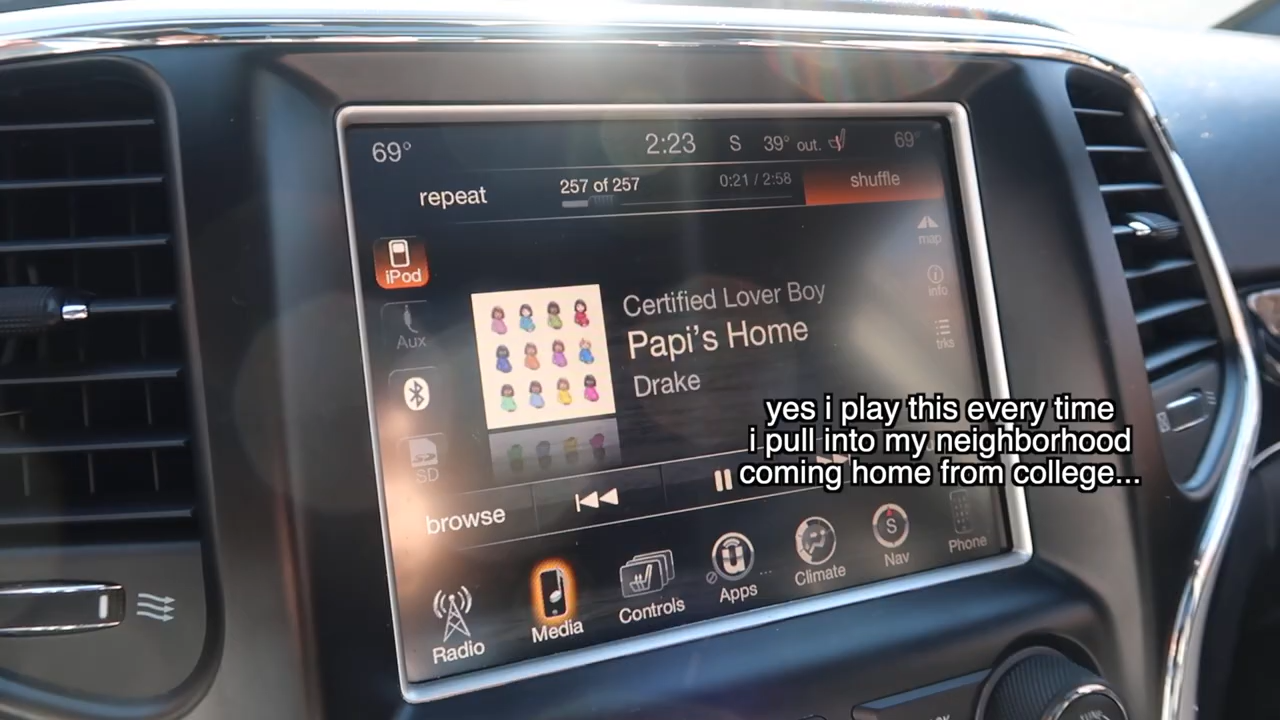 69°
2:23 S 39° out.
69°
repeat
257 of 257
0:21 / 2:58
shuffle
iPod
Aux
SD
map
info
trks
Certified Lover Boy
Papi's Home
Drake
yes i play this every time
i pull into my neighborhood
coming home from college...
browse
Radio
Media
Controls
Apps
Climate
S
Nav
Phone